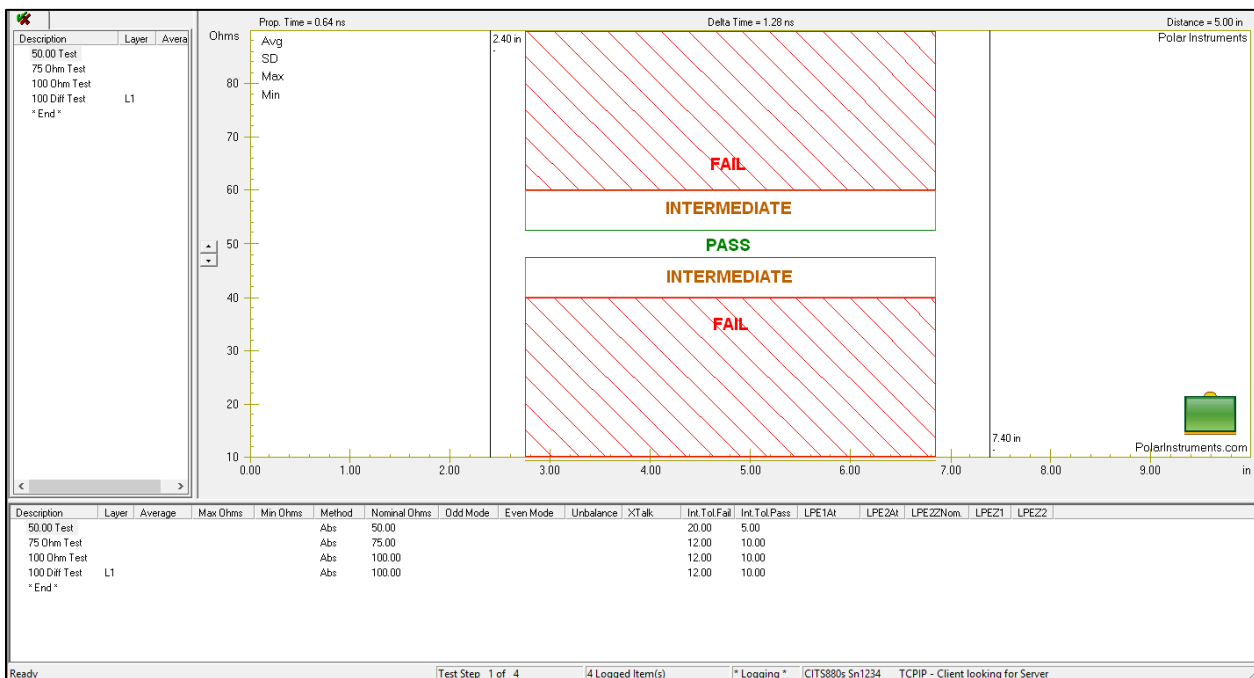 Prop. Time = 0.64 ns Delta Time = 1.28 ns Distance = 5.00 in
Description Layer Avera
50.00 Test
75 Ohm Test
100 Ohm Test
100 Diff Test L1
* End *
Ohms
Avg
SD
Max
Min
2.40 in
Polar Instruments
80
70
60
50
40
30
20
10
FAIL
INTERMEDIATE
PASS
INTERMEDIATE
FAIL
7.40 in
PolarInstruments.com
0.00 1.00 2.00 3.00 4.00 5.00 6.00 7.00 8.00 9.00 in
Description Layer Average Max Ohms Min Ohms Method Nominal Ohms Odd Mode Even Mode Unbalance XTalk Int.Tol.Fail Int.Tol.Pass LPE1At LPE2At LPE2ZNom. LPEZ1 LPEZ2
50.00 Test Abs 50.00 20.00 5.00
75 Ohm Test Abs 75.00 12.00 10.00
100 Ohm Test Abs 100.00 12.00 10.00
100 Diff Test L1 Abs 100.00 12.00 10.00
* End *
Ready Test Step 1 of 4 4 Logged Item(s) * Logging * CITS880s Sn1234 TCPIP - Client looking for Server